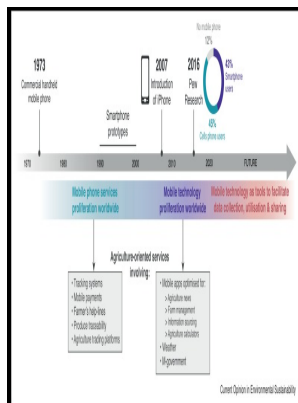 No mobile phone
12%
1973
Commercial handheld
mobile phone
2007
Introduction
of iPhone
2016
Pew
Research
43%
Smartphone
users
45%
Cells phone users
Smartphone
prototypes
1970
1980
1990
2000
2010
2020
FUTURE
Mobile phone services
proliferation worldwide
Mobile technology
proliferation worldwide
Mobile technology as tools to facilitate
data collection, utilisation & sharing
Agriculture-oriented services
involving:
• Tracking systems
• Mobile payments
• Farmer's help-lines
• Produce traceability
• Agriculture trading platforms
• Mobile apps optimised for:
> Agriculture news
> Farm management
> Information sourcing
> Agriculture calculators
• Weather
• M-government
Current Opinion in Environmental Sustainability